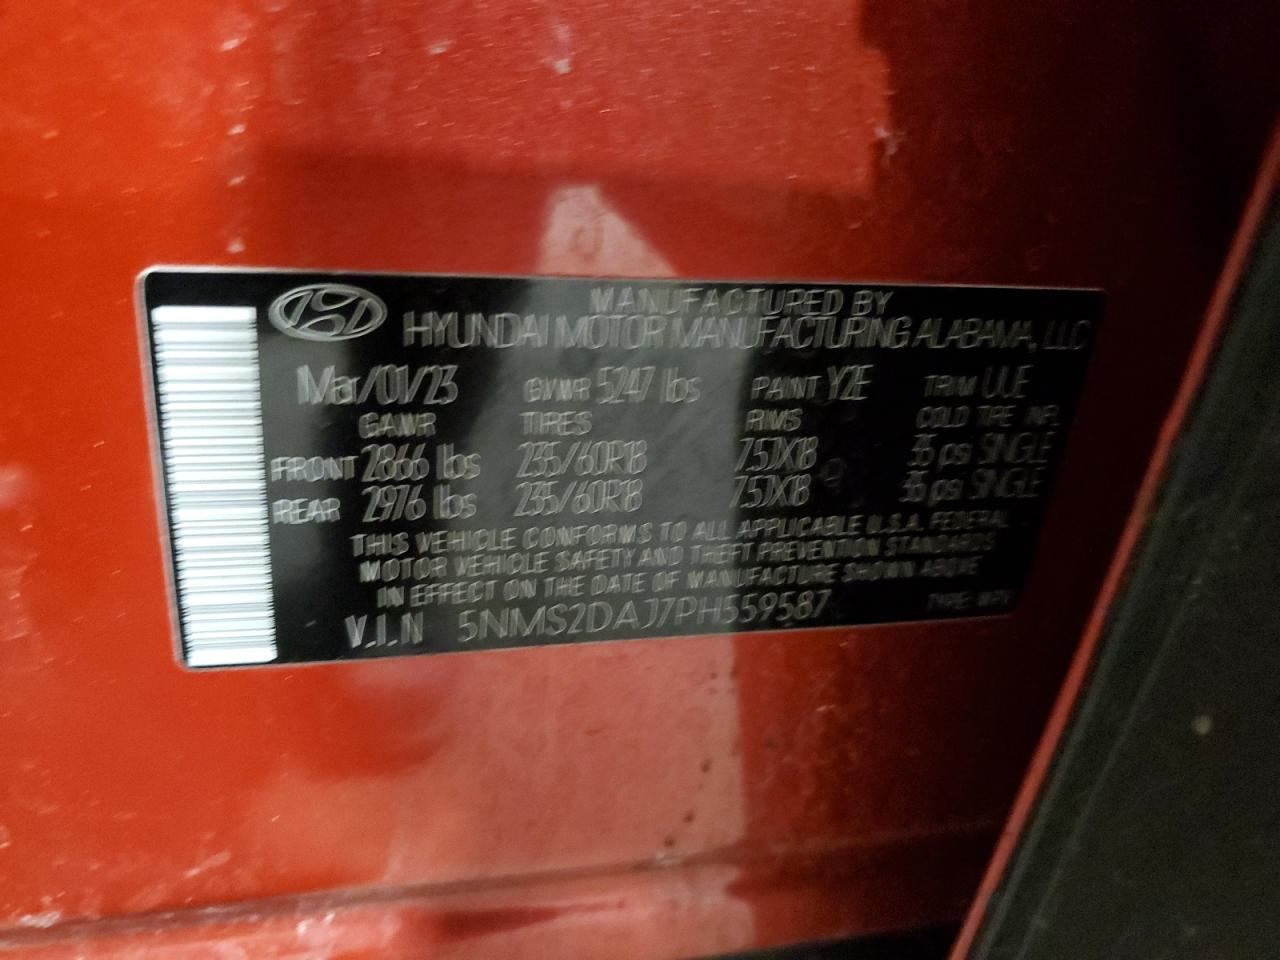 MANUFACTURED BY
HYUNDAI MOTOR MANUFACTURING ALABAMA, LLC
Mar/01/23 GVWR 5247 lbs PAINT Y2E TRIM UUE
GAWR TIRES RIMS COLD TIRE INFL
FRONT 2866 lbs 235/60R18 7.5JX18 35 psi SINGLE
REAR 2976 lbs 235/60R18 7.5JX18 35 psi SINGLE
THIS VEHICLE CONFORMS TO ALL APPLICABLE U.S.A. FEDERAL
MOTOR VEHICLE SAFETY AND THEFT PREVENTION STANDARDS
IN EFFECT ON THE DATE OF MANUFACTURE SHOWN ABOVE
V.I.N 5NMS2DAJ7PH559587 TYPE: MPV